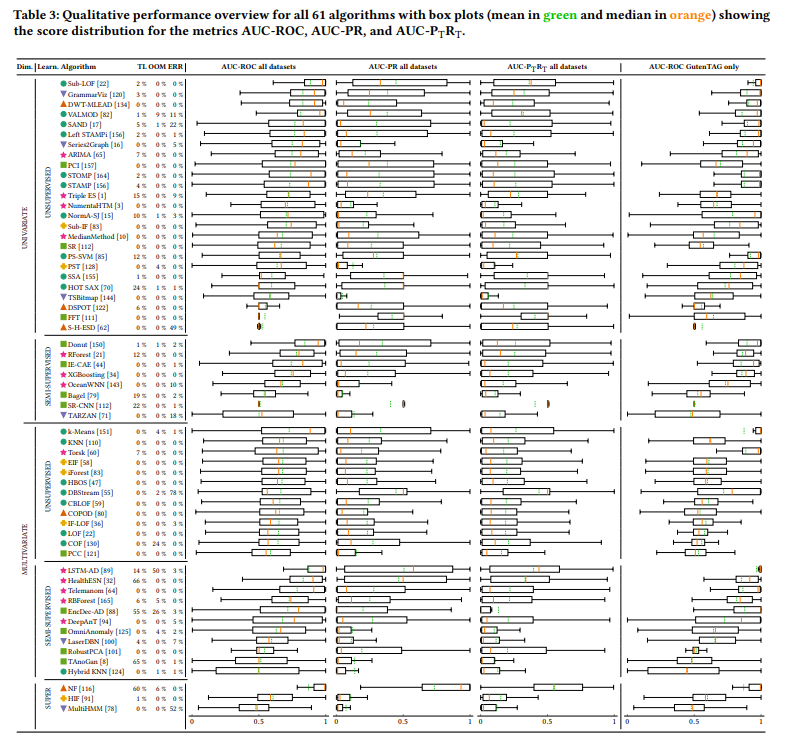 Table 3: Qualitative performance overview for all 61 algorithms with box plots (mean in green and median in orange) showing
the score distribution for the metrics AUC-ROC, AUC-PR, and AUC-PTRT.
Dim. Learn. Algorithm TL OOM ERR AUC-ROC all datasets AUC-PR all datasets AUC-PTRT all datasets AUC-ROC GutenTAG only
UNIVARIATE
UNSUPERVISED
Sub-LOF [22] 2 % 0 % 0 %
GrammarViz [120] 3 % 0 % 0 %
DWT-MLEAD [134] 0 % 0 % 0 %
VALMOD [82] 1 % 9 % 11 %
SAND [17] 5 % 1 % 22 %
Left STAMPi [156] 2 % 0 % 1 %
Series2Graph [16] 0 % 0 % 5 %
ARIMA [65] 7 % 0 % 0 %
PCI [157] 0 % 0 % 0 %
STOMP [164] 2 % 0 % 0 %
STAMP [156] 4 % 0 % 0 %
Triple ES [1] 15 % 0 % 9 %
NumentaHTM [3] 0 % 0 % 0 %
NormA-SJ [15] 10 % 1 % 3 %
Sub-IF [83] 0 % 0 % 0 %
MedianMethod [10] 0 % 0 % 0 %
SR [112] 0 % 0 % 0 %
PS-SVM [85] 12 % 0 % 0 %
PST [128] 0 % 4 % 0 %
SSA [155] 1 % 0 % 0 %
HOT SAX [70] 24 % 1 % 1 %
TSBitmap [144] 0 % 0 % 0 %
DSPOT [122] 6 % 0 % 0 %
FFT [111] 0 % 0 % 0 %
S-H-ESD [62] 0 % 0 % 49 %
SEMI-SUPERVISED
Donut [150] 1 % 1 % 2 %
RForest [21] 12 % 0 % 0 %
IE-CAE [44] 0 % 0 % 1 %
XGBoosting [34] 0 % 0 % 0 %
OceanWNN [143] 0 % 0 % 10 %
Bagel [79] 19 % 0 % 2 %
SR-CNN [112] 22 % 0 % 1 %
TARZAN [71] 0 % 0 % 18 %
MULTIVARIATE
UNSUPERVISED
k-Means [151] 0 % 4 % 1 %
KNN [110] 0 % 0 % 0 %
Torsk [60] 7 % 0 % 0 %
EIF [58] 0 % 0 % 0 %
iForest [83] 0 % 0 % 0 %
HBOS [47] 0 % 0 % 0 %
DBStream [55] 0 % 2 % 78 %
CBLOF [59] 0 % 0 % 0 %
COPOD [80] 0 % 0 % 0 %
IF-LOF [36] 0 % 0 % 3 %
LOF [22] 0 % 0 % 0 %
COF [130] 0 % 24 % 0 %
PCC [121] 0 % 0 % 0 %
SEMI-SUPERVISED
LSTM-AD [89] 14 % 50 % 3 %
HealthESN [32] 66 % 0 % 0 %
Telemanom [64] 0 % 0 % 0 %
RBForest [165] 6 % 5 % 0 %
EncDec-AD [88] 55 % 26 % 3 %
DeepAnT [94] 0 % 0 % 5 %
OmniAnomaly [125] 0 % 4 % 2 %
LaserDBN [100] 4 % 0 % 7 %
RobustPCA [101] 0 % 0 % 0 %
TAnoGan [8] 65 % 0 % 1 %
Hybrid KNN [124] 0 % 1 % 1 %
SUPER
NF [116] 60 % 6 % 0 %
HIF [91] 1 % 0 % 0 %
MultiHMM [78] 0 % 0 % 52 %
0 0.5 1 0 0.5 1 0 0.5 1 0 0.5 1